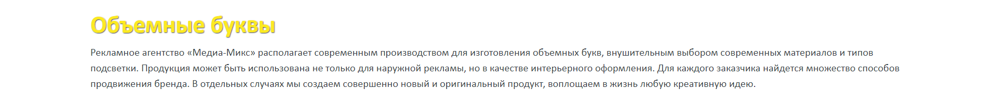 Объемные буквы
Рекламное агентство «Медиа-Микс» располагает современным производством для изготовления объемных букв, внушительным выбором современных материалов и типов
подсветки. Продукция может быть использована не только для наружной рекламы, но в качестве интерьерного оформления. Для каждого заказчика найдется множество способов
продвижения бренда. В отдельных случаях мы создаем совершенно новый и оригинальный продукт, воплощаем в жизнь любую креативную идею.